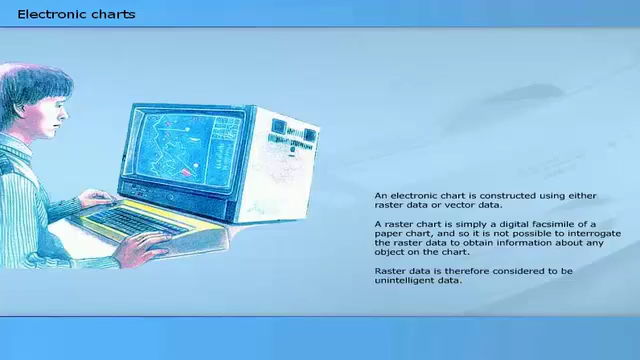 Electronic charts
An electronic chart is constructed using either
raster data or vector data.
A raster chart is simply a digital facsimile of a
paper chart, and so it is not possible to interrogate
the raster data to obtain information about any
object on the chart.
Raster data is therefore considered to be
unintelligent data.